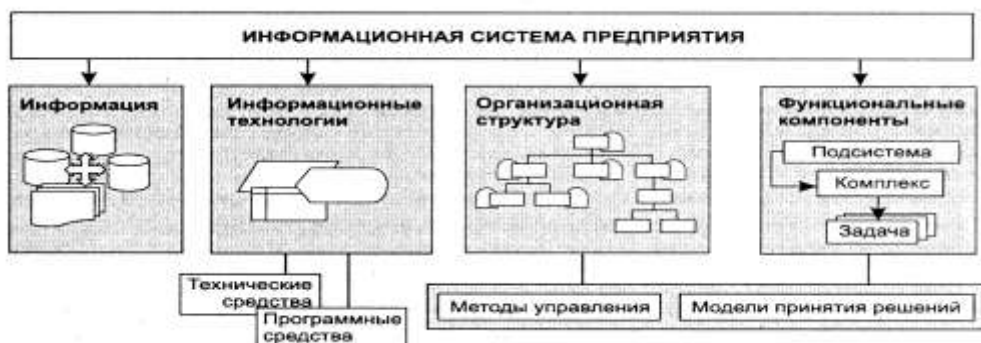 ИНФОРМАЦИОННАЯ СИСТЕМА ПРЕДПРИЯТИЯ
Информация
Информационные
технологии
Организационная
структура
Функциональные
компоненты
Подсистема
Комплекс
Задача
Технические
средства
Программные
средства
Методы управления
Модели принятия решений